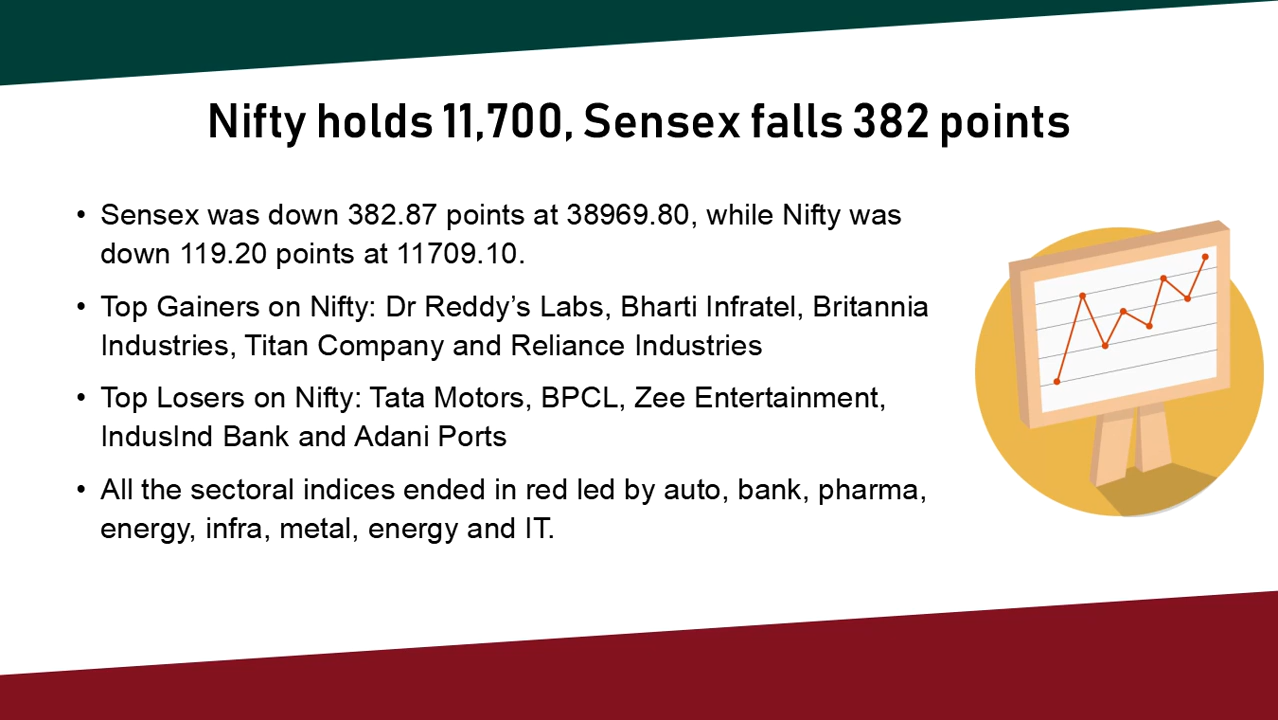 Nifty holds 11,700, Sensex falls 382 points
• Sensex was down 382.87 points at 38969.80, while Nifty was
down 119.20 points at 11709.10.
• Top Gainers on Nifty: Dr Reddy’s Labs, Bharti Infratel, Britannia
Industries, Titan Company and Reliance Industries
• Top Losers on Nifty: Tata Motors, BPCL, Zee Entertainment,
IndusInd Bank and Adani Ports
• All the sectoral indices ended in red led by auto, bank, pharma,
energy, infra, metal, energy and IT.